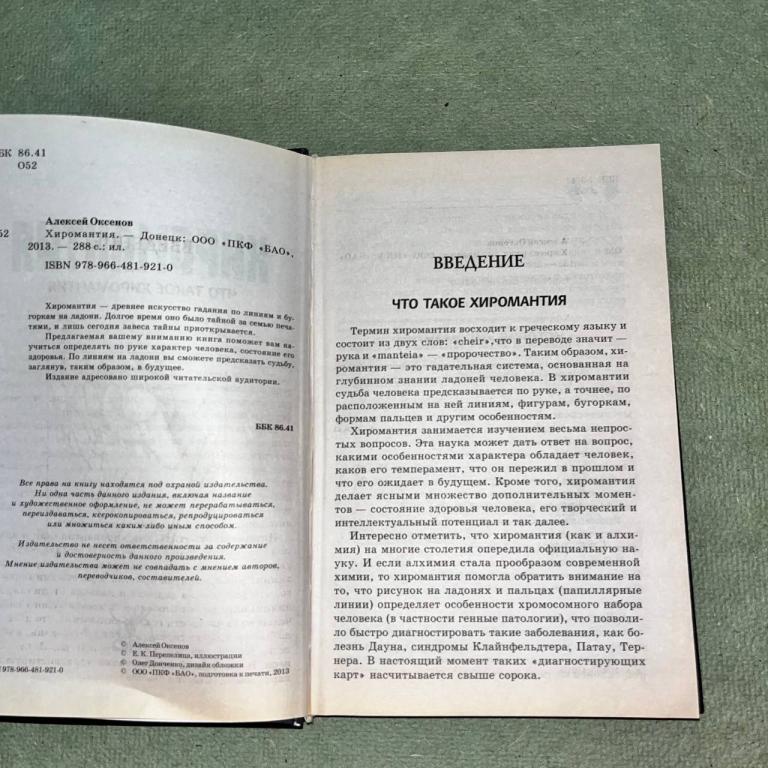 БК 86.41
О52
Алексей Оксенов
52
Хиромантия. — Донецк: ООО «ПКФ «БАО»,
2013. — 288 с.: ил.
ISBN 978-966-481-921-0
Хиромантия — древнее искусство гадания по линиям и бу-
горкам на ладони. Долгое время оно было тайной за семью печа-
тями, и лишь сегодня завеса тайны приоткрывается.
Предлагаемая вашему вниманию книга поможет вам на-
учиться определять по руке характер человека, состояние его
здоровья. По линиям на ладони вы сможете предсказать судьбу,
заглянув, таким образом, в будущее.
Издание адресовано широкой читательской аудитории.
ББК 86.41
Все права на книгу находятся под охраной издательства.
Ни одна часть данного издания, включая название
и художественное оформление, не может перерабатываться,
переиздаваться, ксерокопироваться, репродуцироваться
или множиться каким-либо иным способом.
Издательство не несет ответственности за содержание
и достоверность данного произведения.
Мнение издательства может не совпадать с мнением авторов,
переводчиков, составителей.
© Алексей Оксенов
© Е. К. Перепелица, иллюстрации
© Олег Донченко, дизайн обложки
978-966-481-921-0
© ООО «ПКФ «БАО», подготовка к печати, 2013
ВВЕДЕНИЕ
ЧТО ТАКОЕ ХИРОМАНТИЯ
Термин хиромантия восходит к греческому языку и
состоит из двух слов: «cheir»,что в переводе значит —
рука и «manteia» — «пророчество». Таким образом, хи-
романтия — это гадательная система, основанная на
глубинном знании ладоней человека. В хиромантии
судьба человека предсказывается по руке, а точнее, по
расположенным на ней линиям, фигурам, бугоркам,
формам пальцев и другим особенностям.
Хиромантия занимается изучением весьма непрос-
тых вопросов. Эта наука может дать ответ на вопрос,
какими особенностями характера обладает человек,
каков его темперамент, что он пережил в прошлом и
что его ожидает в будущем. Кроме того, хиромантия
делает ясными множество дополнительных момен-
тов — состояние здоровья человека, его творческий и
интеллектуальный потенциал и так далее.
Интересно отметить, что хиромантия (как и алхи-
мия) на многие столетия опередила официальную на-
уку. И если алхимия стала прообразом современной
химии, то хиромантия помогла обратить внимание на
то, что рисунок на ладонях и пальцах (папиллярные
линии) определяет особенности хромосомного набора
человека (в частности генные патологии), что позволи-
ло быстро диагностировать такие заболевания, как бо-
лезнь Дауна, синдромы Клайнфельдтера, Патау, Тер-
нера. В настоящий момент таких «диагностирующих
карт» насчитывается свыше сорока.